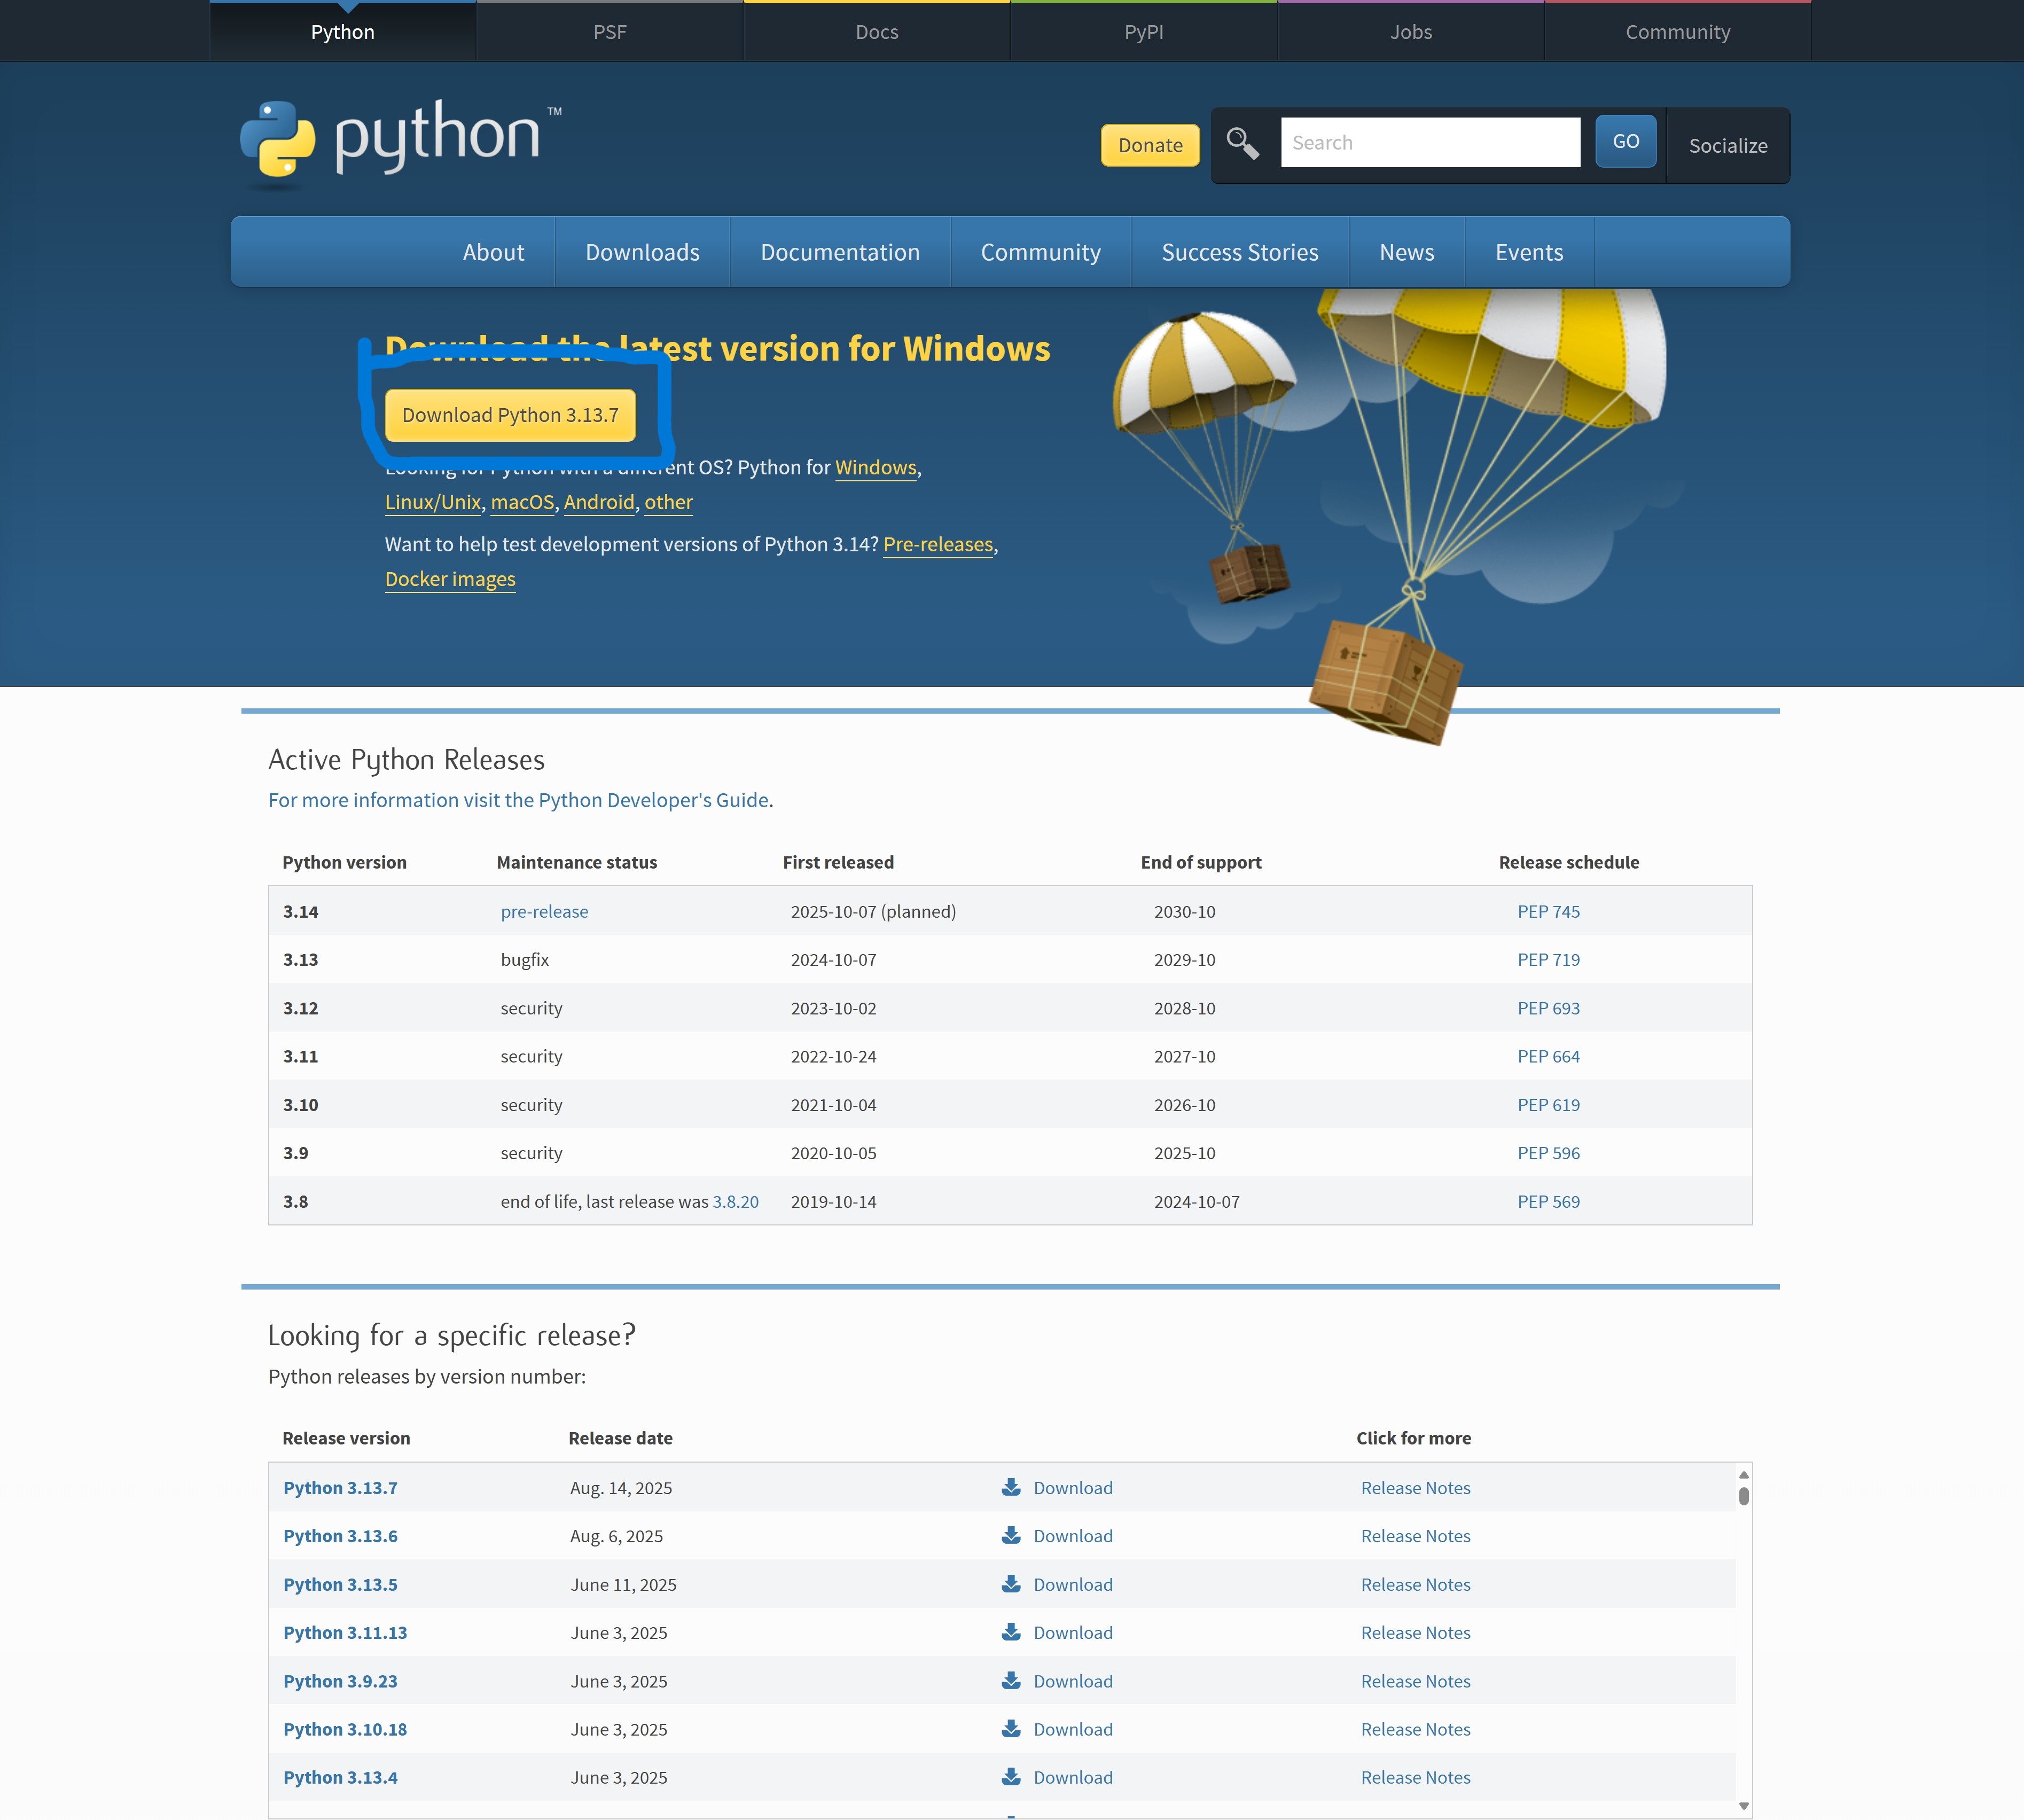 Python PSF Docs PyPI Jobs Community
python™
Donate Search GO Socialize
About Downloads Documentation Community Success Stories News Events
Download the latest version for Windows
Download Python 3.13.7
Looking for Python with a different OS? Python for Windows,
Linux/Unix, macOS, Android, other
Want to help test development versions of Python 3.14? Pre-releases,
Docker images
Active Python Releases
For more information visit the Python Developer's Guide.
Python version Maintenance status First released End of support Release schedule
3.14 pre-release 2025-10-07 (planned) 2030-10 PEP 745
3.13 bugfix 2024-10-07 2029-10 PEP 719
3.12 security 2023-10-02 2028-10 PEP 693
3.11 security 2022-10-24 2027-10 PEP 664
3.10 security 2021-10-04 2026-10 PEP 619
3.9 security 2020-10-05 2025-10 PEP 596
3.8 end of life, last release was 3.8.20 2019-10-14 2024-10-07 PEP 569
Looking for a specific release?
Python releases by version number:
Release version Release date Click for more
Python 3.13.7 Aug. 14, 2025 Download Release Notes
Python 3.13.6 Aug. 6, 2025 Download Release Notes
Python 3.13.5 June 11, 2025 Download Release Notes
Python 3.11.13 June 3, 2025 Download Release Notes
Python 3.9.23 June 3, 2025 Download Release Notes
Python 3.10.18 June 3, 2025 Download Release Notes
Python 3.13.4 June 3, 2025 Download Release Notes